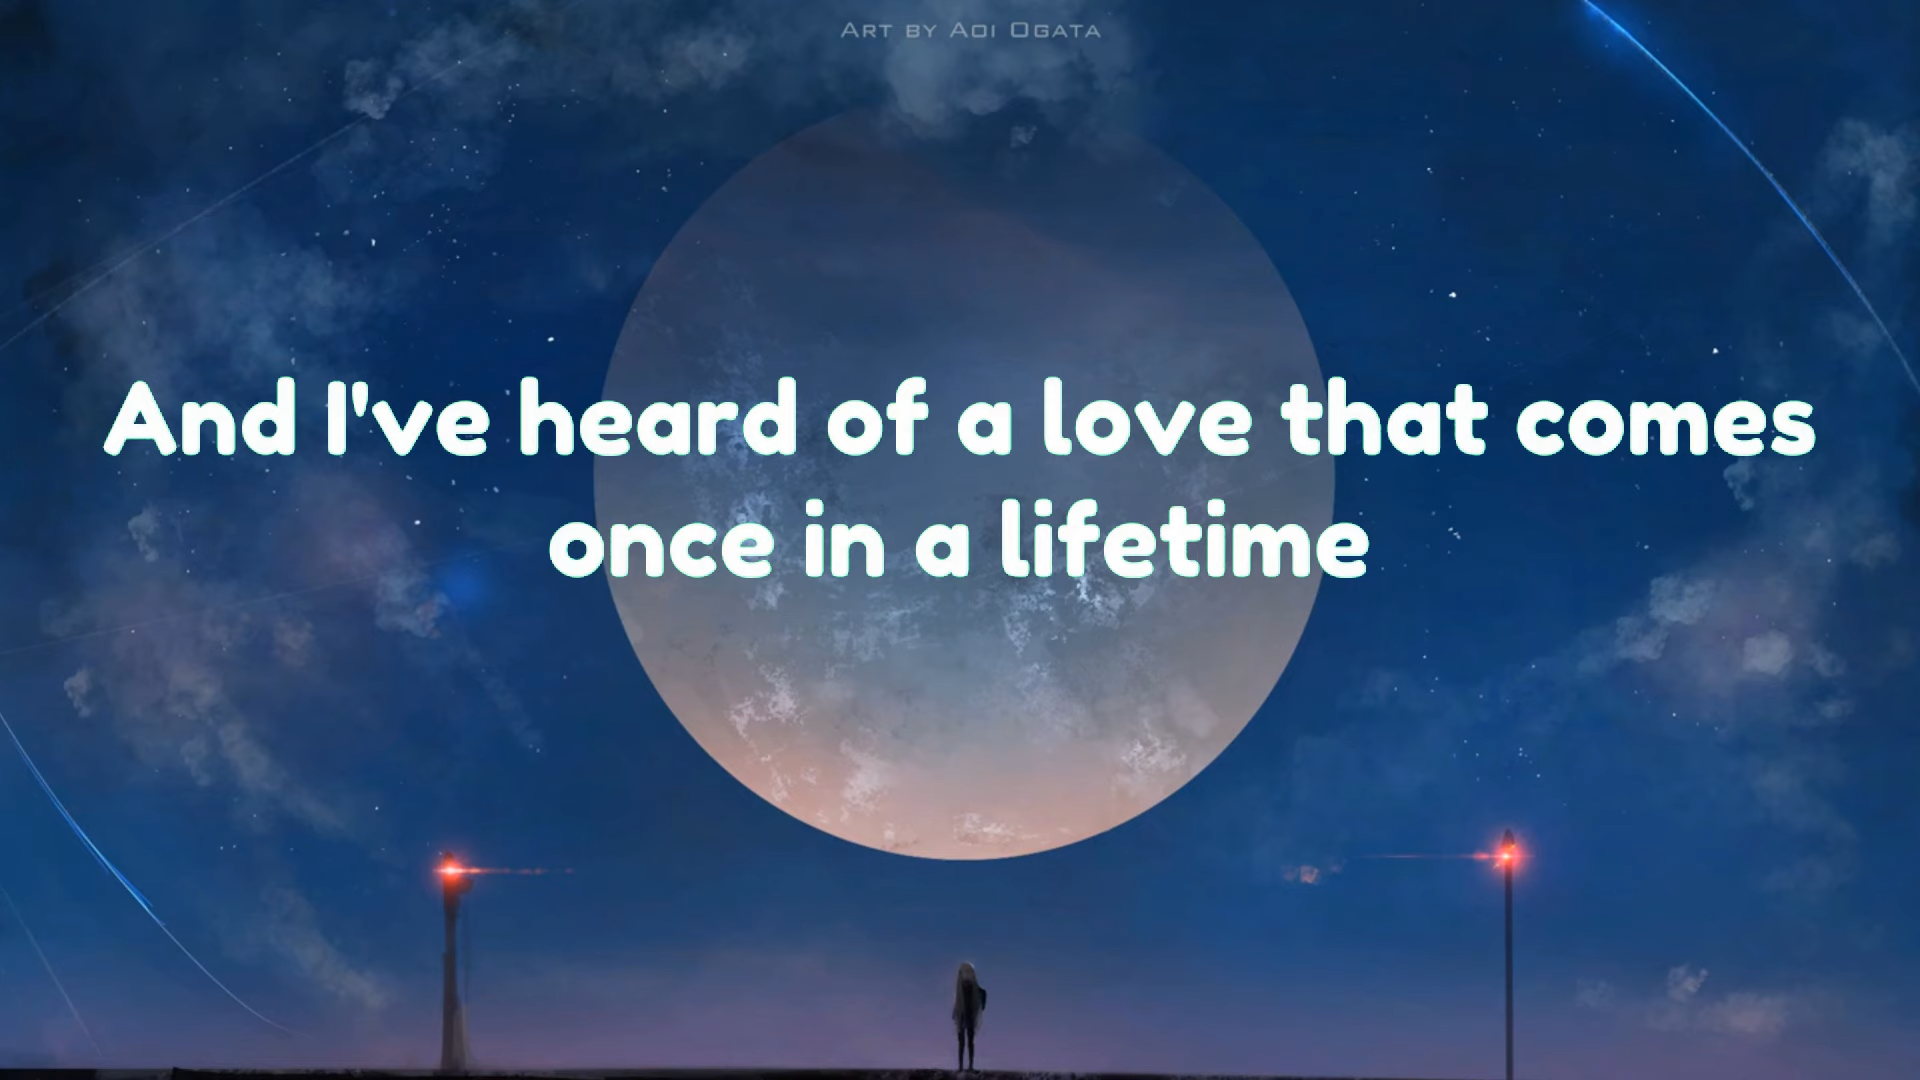 Art by Aoi Ogata
And I've heard of a love that comes
once in a lifetime